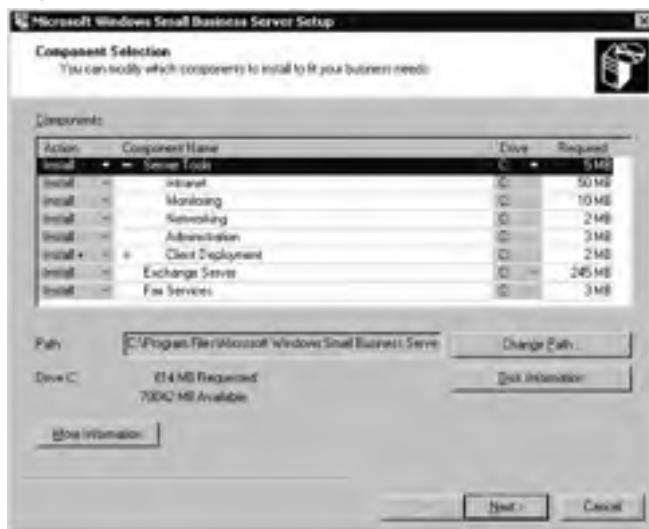 Microsoft Windows Small Business Server Setup
Component Selection
You can modify which components to install to fit your business needs.
Components:
Action Component Name Drive Required
Install Server Tools C: 5 MB
Install Intranet C: 50 MB
Install Monitoring C: 10 MB
Install Networking C: 2 MB
Install Administration C: 3 MB
Install + Client Deployment C: 2 MB
Install Exchange Server C: 245 MB
Install Fax Services C: 3 MB
Path: C:\Program Files\Microsoft Windows Small Business Serve Change Path...
Drive C: 614 MB Requested Disk Information
70042 MB Available
More Information
Next > Cancel